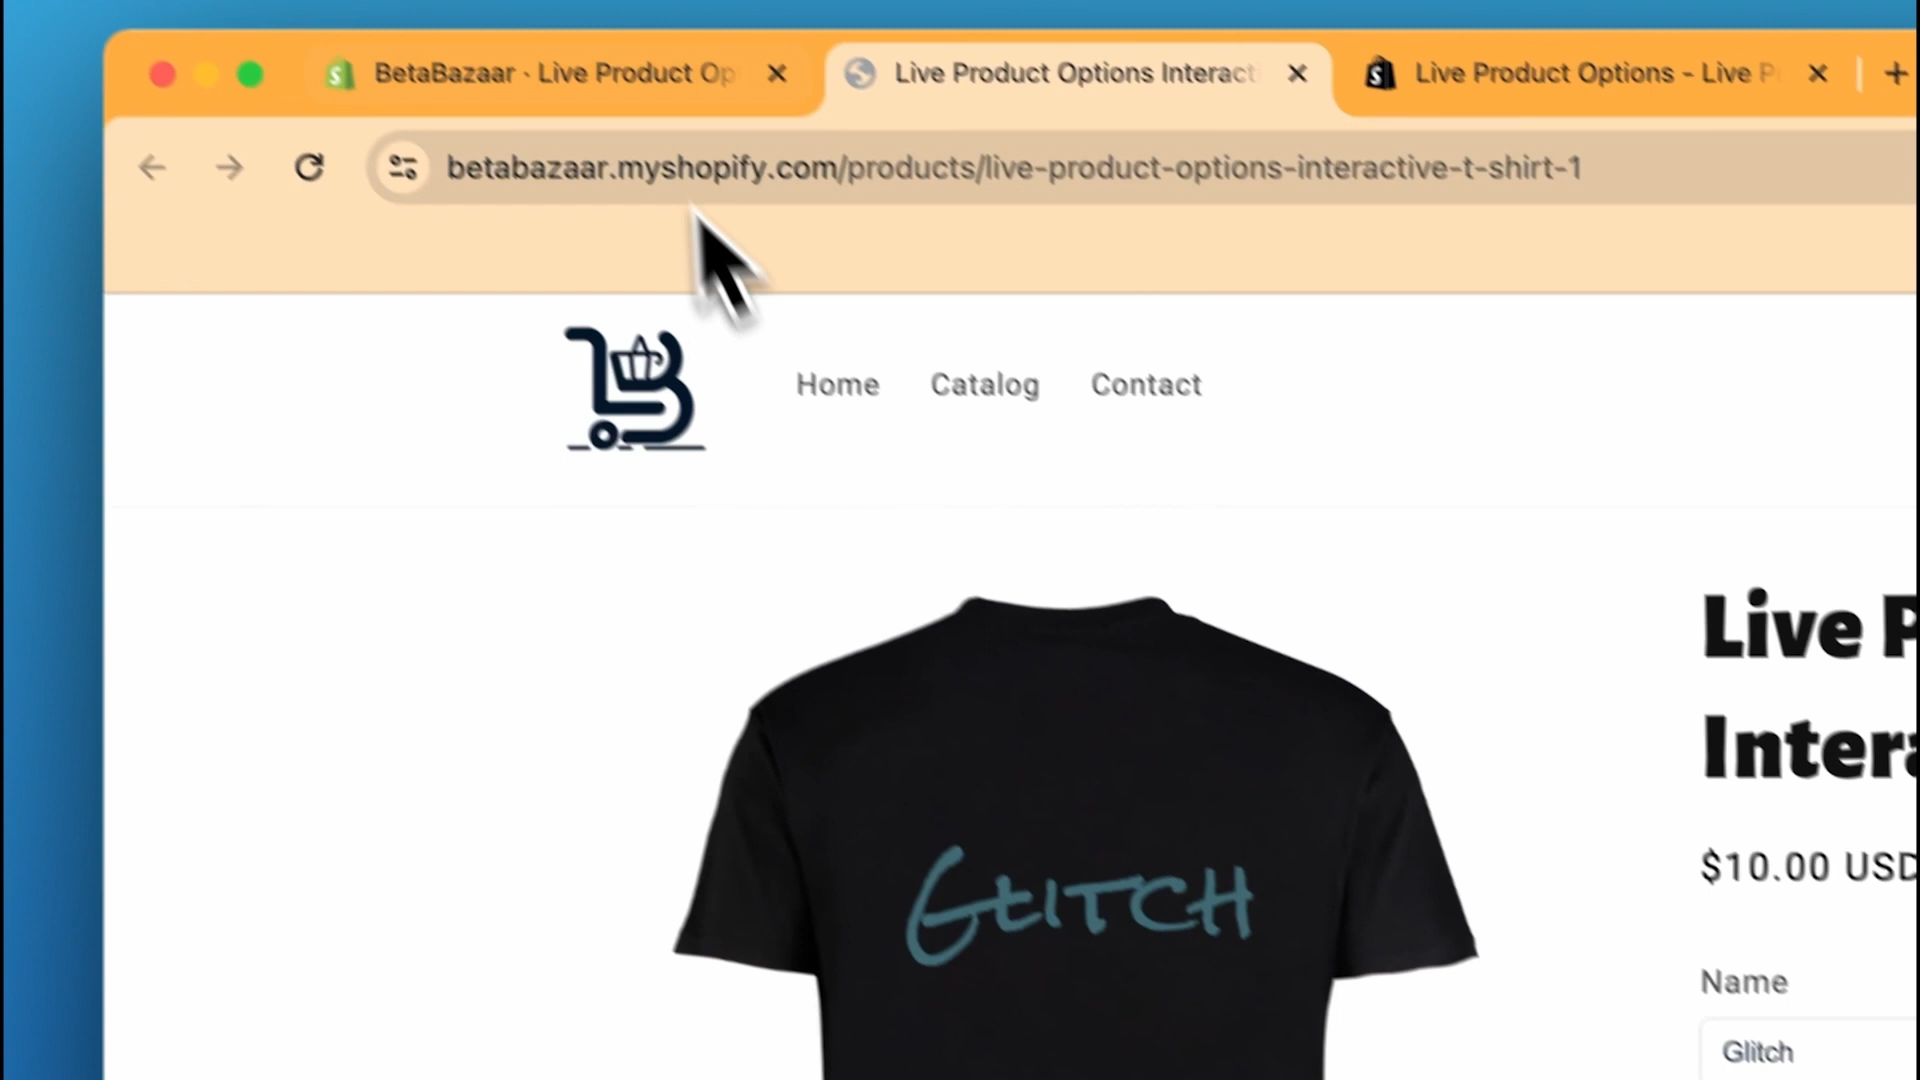 BetaBazaar · Live Product Op
Live Product Options Interact
Live Product Options - Live P
betabazaar.myshopify.com/products/live-product-options-interactive-t-shirt-1
Home
Catalog
Contact
Live P
Intera
$10.00 USD
GLITCH
Name
Glitch